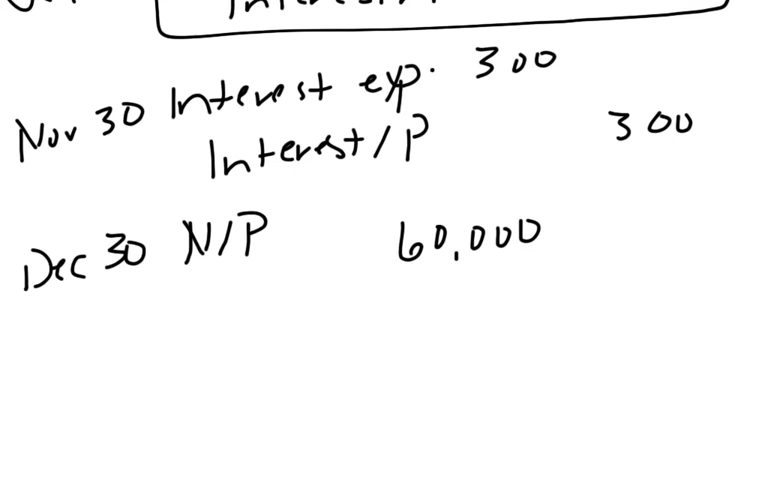 Nov 30 Interest exp. 300
Interest/P 300
Dec 30 N/P 60,000